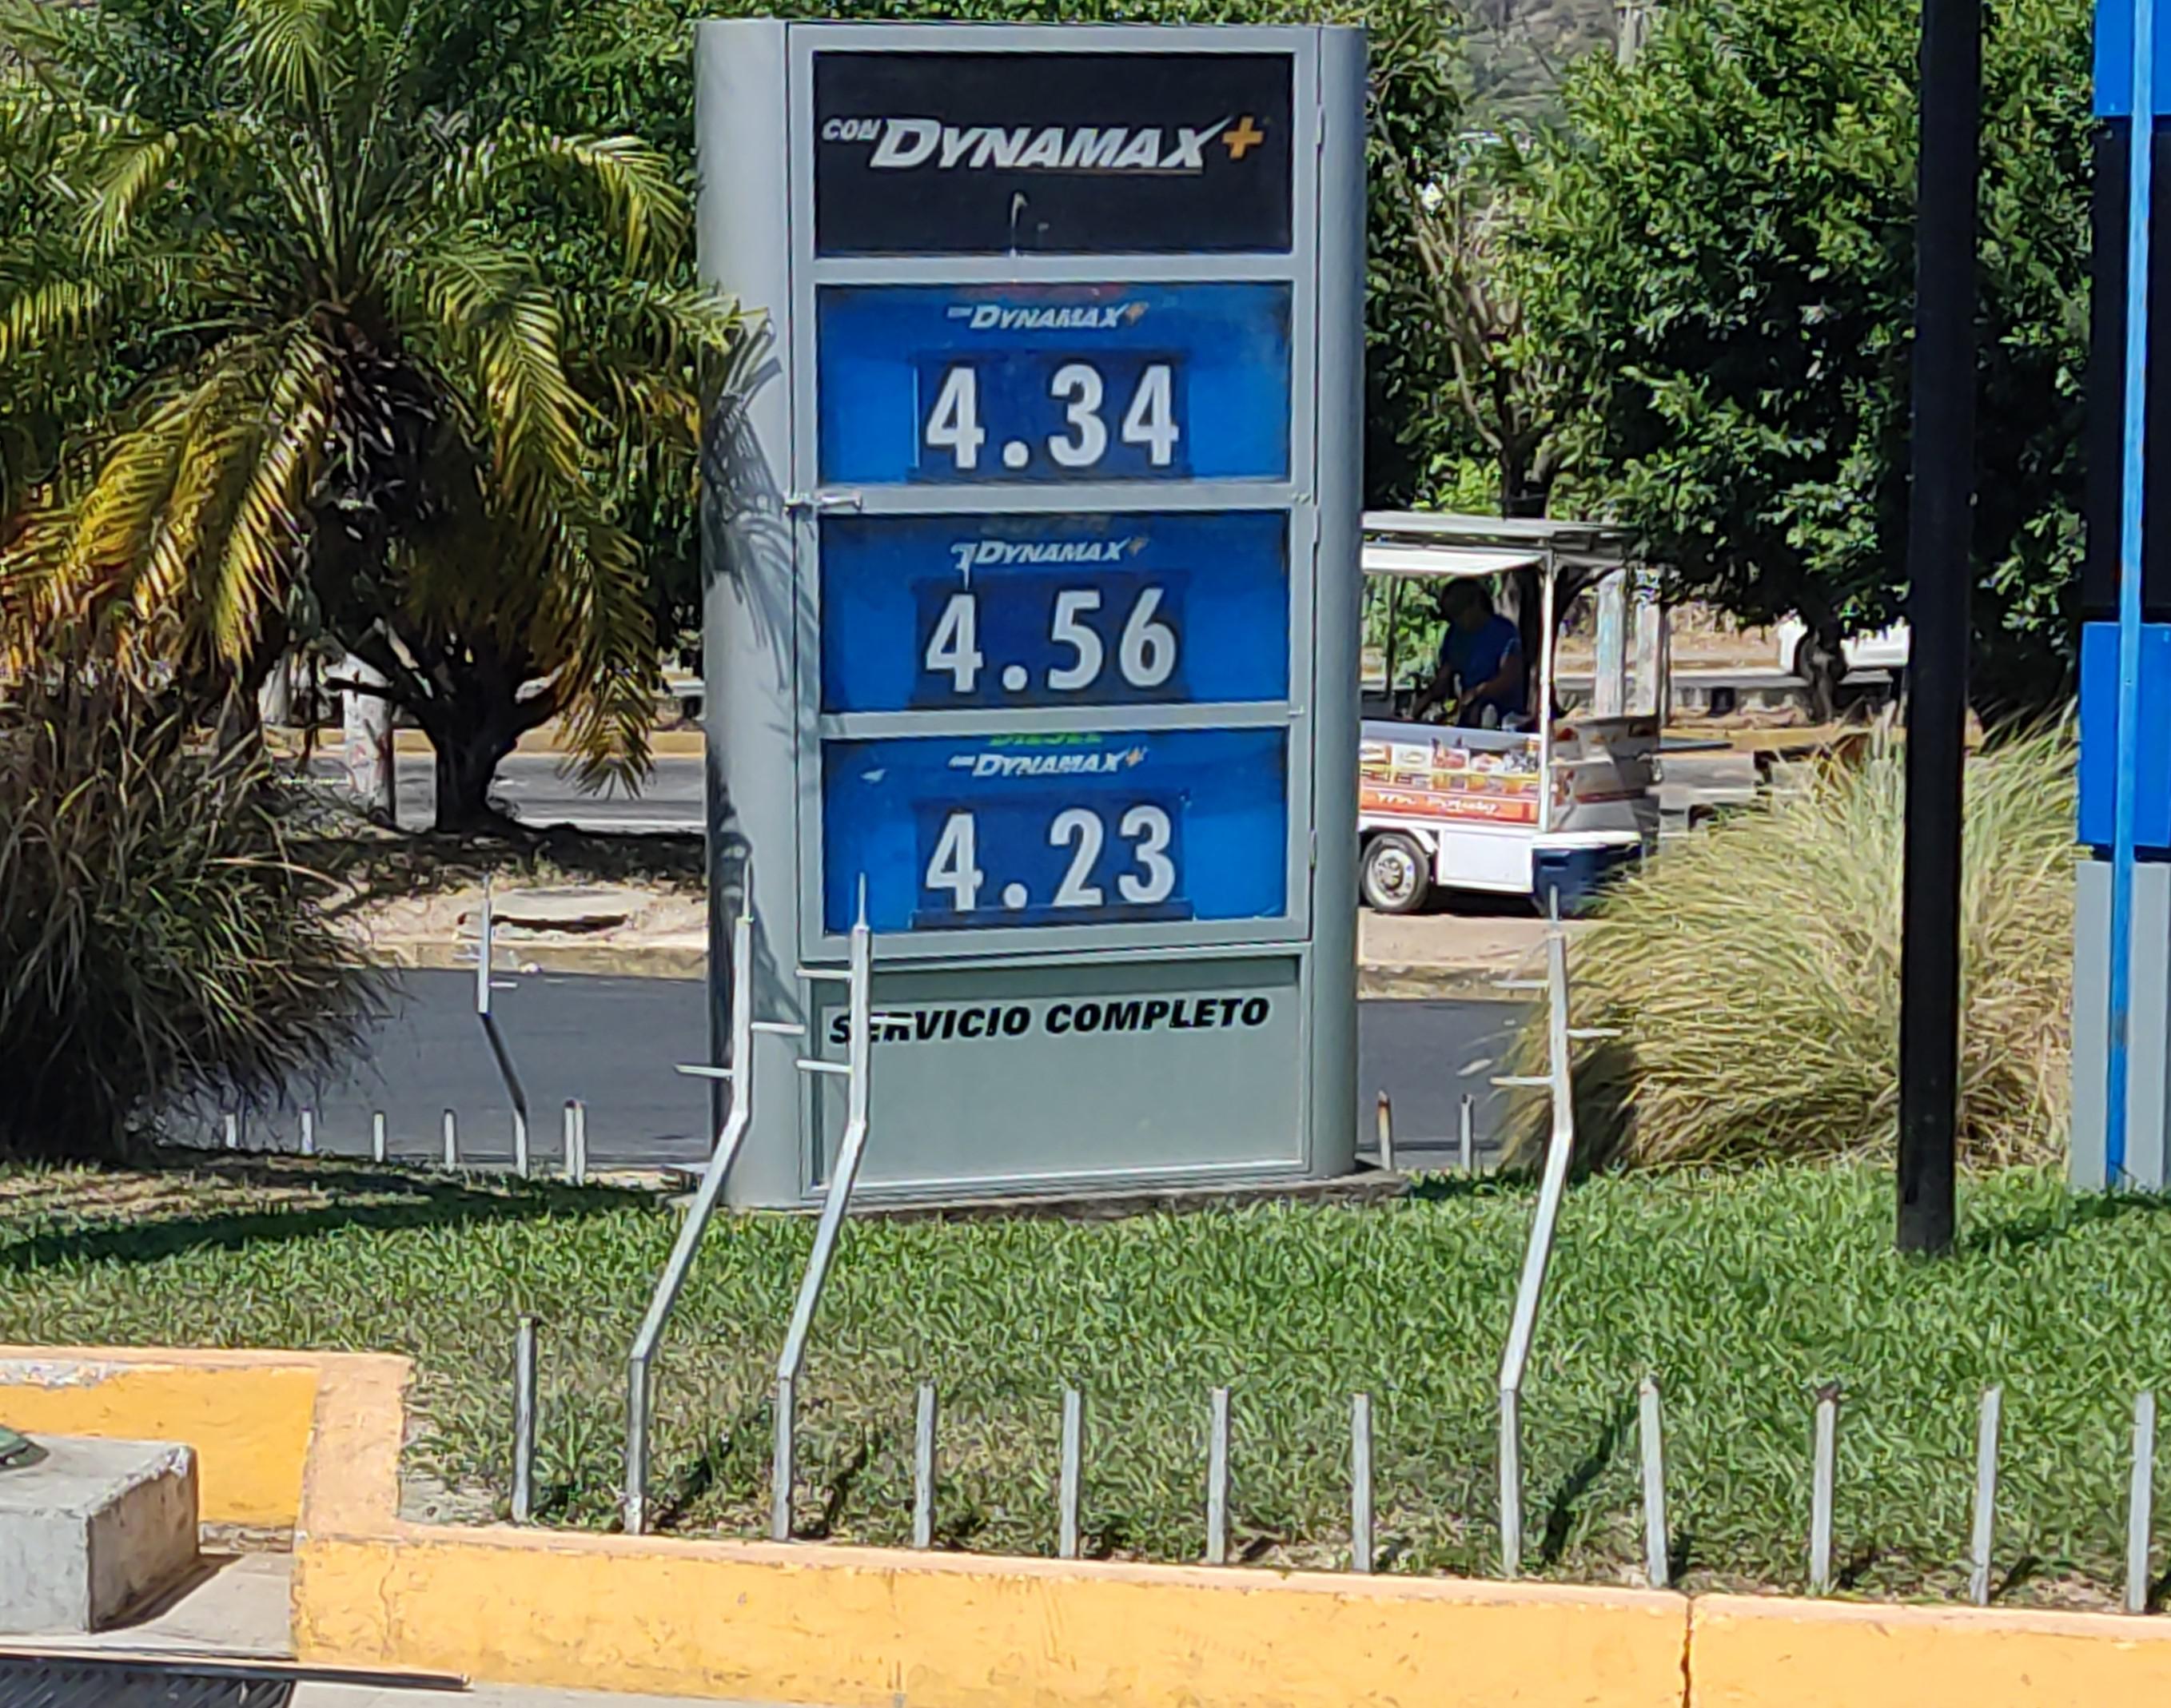 CON DYNAMAX+
CON DYNAMAX+
4.34
DYNAMAX+
4.56
DIESEL
CON DYNAMAX+
4.23
SERVICIO COMPLETO